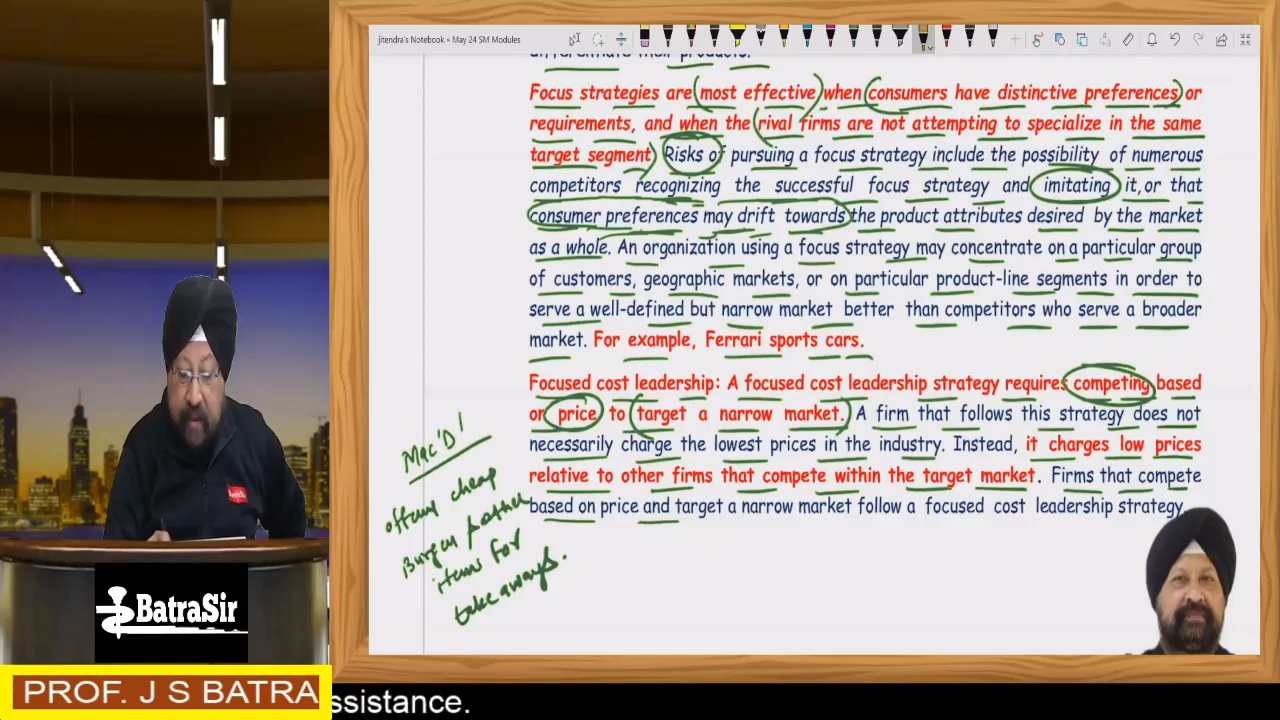 jitendra's Notebook » May 24 SM Modules
differentiate their products.
Focus strategies are most effective when consumers have distinctive preferences or
requirements, and when the rival firms are not attempting to specialize in the same
target segment. Risks of pursuing a focus strategy include the possibility of numerous
competitors recognizing the successful focus strategy and imitating it, or that
consumer preferences may drift towards the product attributes desired by the market
as a whole. An organization using a focus strategy may concentrate on a particular group
of customers, geographic markets, or on particular product-line segments in order to
serve a well-defined but narrow market better than competitors who serve a broader
market. For example, Ferrari sports cars.
Focused cost leadership: A focused cost leadership strategy requires competing based
on price to target a narrow market. A firm that follows this strategy does not
necessarily charge the lowest prices in the industry. Instead, it charges low prices
relative to other firms that compete within the target market. Firms that compete
based on price and target a narrow market follow a focused cost leadership strategy.
Mac'D'
offers cheap
Burger & other
items for
take aways.
BatraSir
BatraSir
PROF. J S BATRA
ssistance.